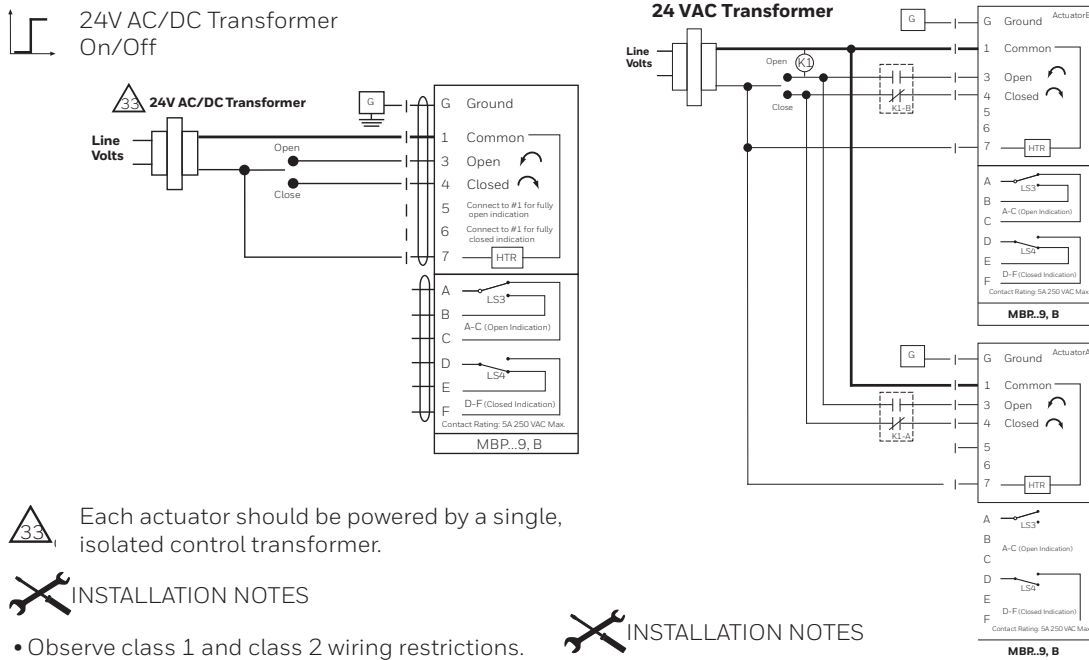 24V AC/DC Transformer
On/Off
33
24V AC/DC Transformer
Line
Volts
Open
Close
G
G Ground
1 Common
3 Open
4 Closed
5 Connect to #1 for fully
open indication
6 Connect to #1 for fully
closed indication
7 HTR
A
LS3
B
A-C (Open Indication)
C
D
LS4
E
D-F (Closed Indication)
F
Contact Rating: 5A 250 VAC Max.
MBP...9, B
33
Each actuator should be powered by a single,
isolated control transformer.
INSTALLATION NOTES
• Observe class 1 and class 2 wiring restrictions.
24 VAC Transformer
Line
Volts
Open
K1
Close
G
K1-B
G Ground ActuatorB
1 Common
3 Open
4 Closed
5
6
7 HTR
A
LS3
B
A-C (Open Indication)
C
D
LS4
E
D-F (Closed Indication)
F
Contact Rating: 5A 250 VAC Max
MBP...9, B
G
K1-A
G Ground ActuatorA
1 Common
3 Open
4 Closed
5
6
7 HTR
A
LS3
B
A-C (Open Indication)
C
D
LS4
E
D-F (Closed Indication)
F
Contact Rating: 5A 250 VAC Max
MBP...9, B
INSTALLATION NOTES